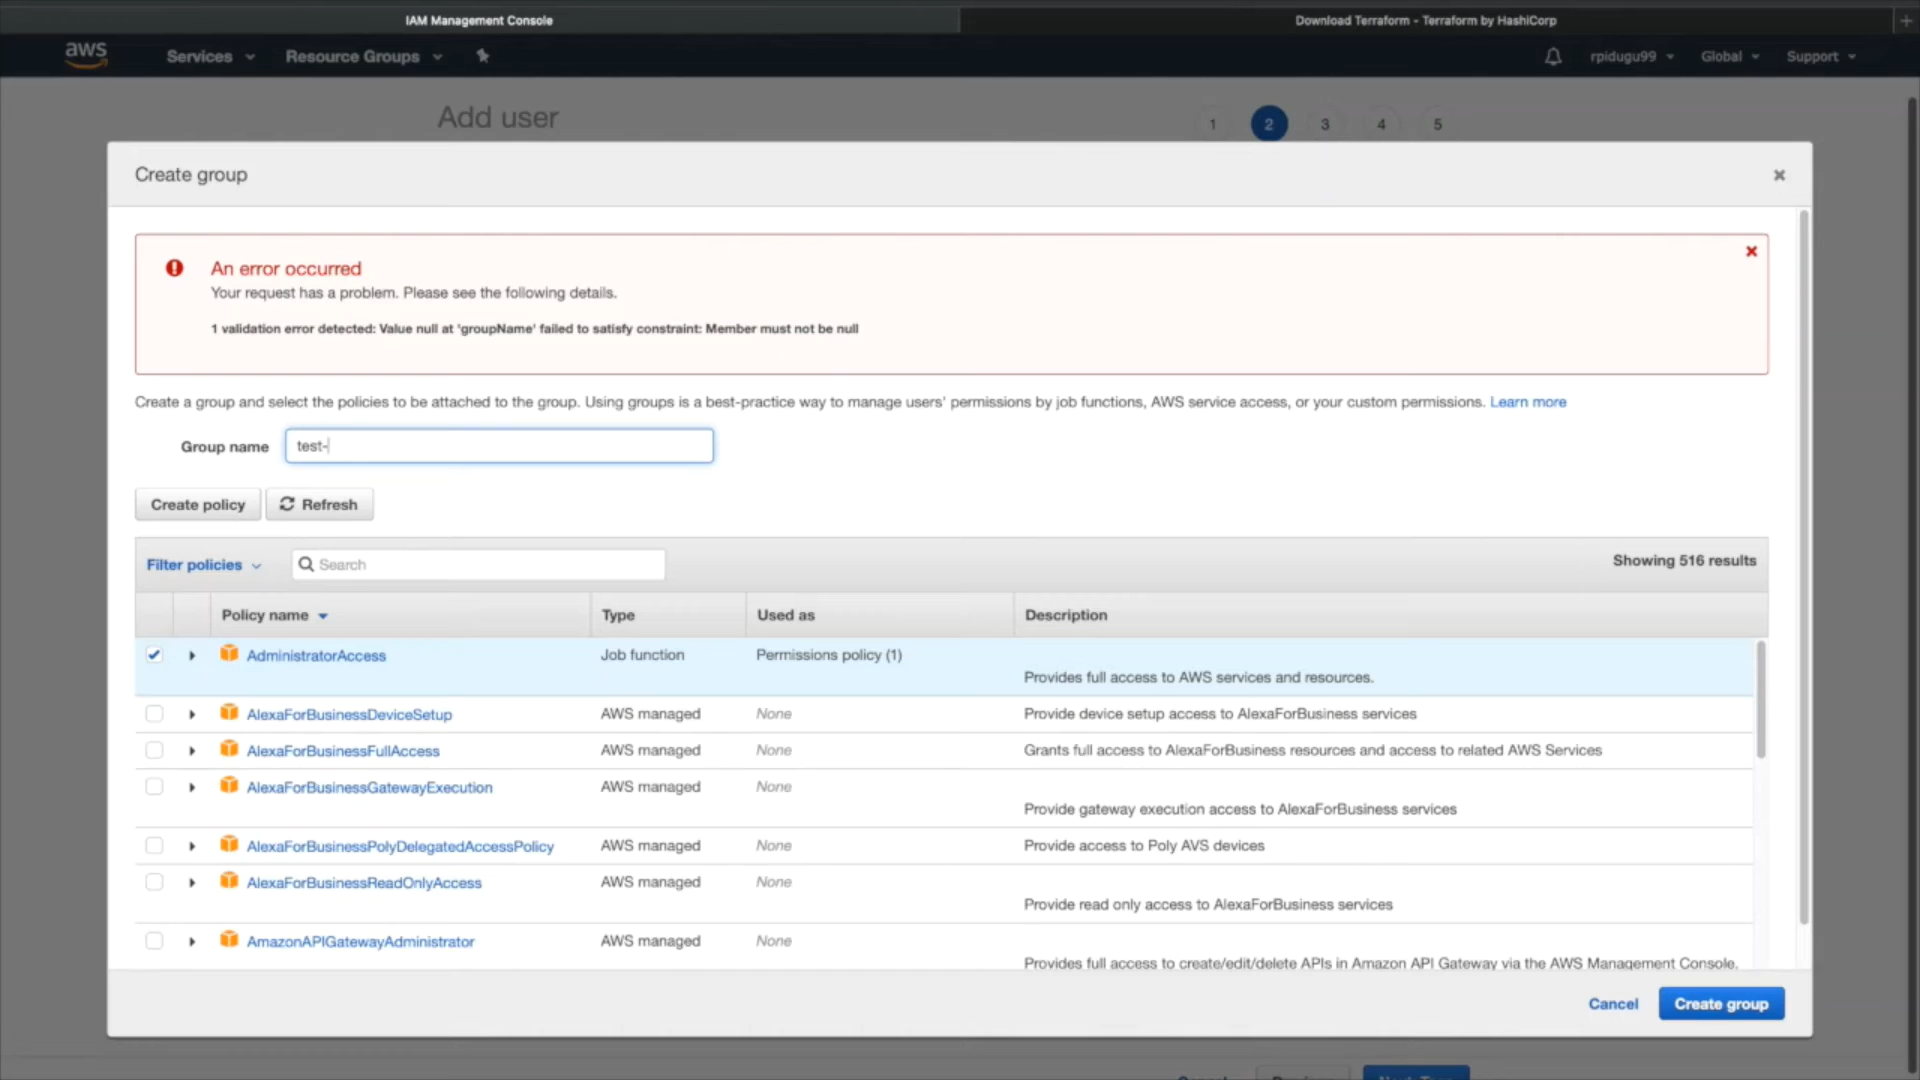 IAM Management Console
Download Terraform - Terraform by HashiCorp
aws
Services
Resource Groups
rpidugu99
Global
Support
Add user
1
2
3
4
5
Create group
An error occurred
Your request has a problem. Please see the following details.
1 validation error detected: Value null at 'groupName' failed to satisfy constraint: Member must not be null
Create a group and select the policies to be attached to the group. Using groups is a best-practice way to manage users' permissions by job functions, AWS service access, or your custom permissions. Learn more
Group name
test-
Create policy
Refresh
Filter policies
Search
Showing 516 results
Policy name
Type
Used as
Description
AdministratorAccess
Job function
Permissions policy (1)
Provides full access to AWS services and resources.
AlexaForBusinessDeviceSetup
AWS managed
None
Provide device setup access to AlexaForBusiness services
AlexaForBusinessFullAccess
AWS managed
None
Grants full access to AlexaForBusiness resources and access to related AWS Services
AlexaForBusinessGatewayExecution
AWS managed
None
Provide gateway execution access to AlexaForBusiness services
AlexaForBusinessPolyDelegatedAccessPolicy
AWS managed
None
Provide access to Poly AVS devices
AlexaForBusinessReadOnlyAccess
AWS managed
None
Provide read only access to AlexaForBusiness services
AmazonAPIGatewayAdministrator
AWS managed
None
Provides full access to create/edit/delete APIs in Amazon API Gateway via the AWS Management Console.
Cancel
Create group